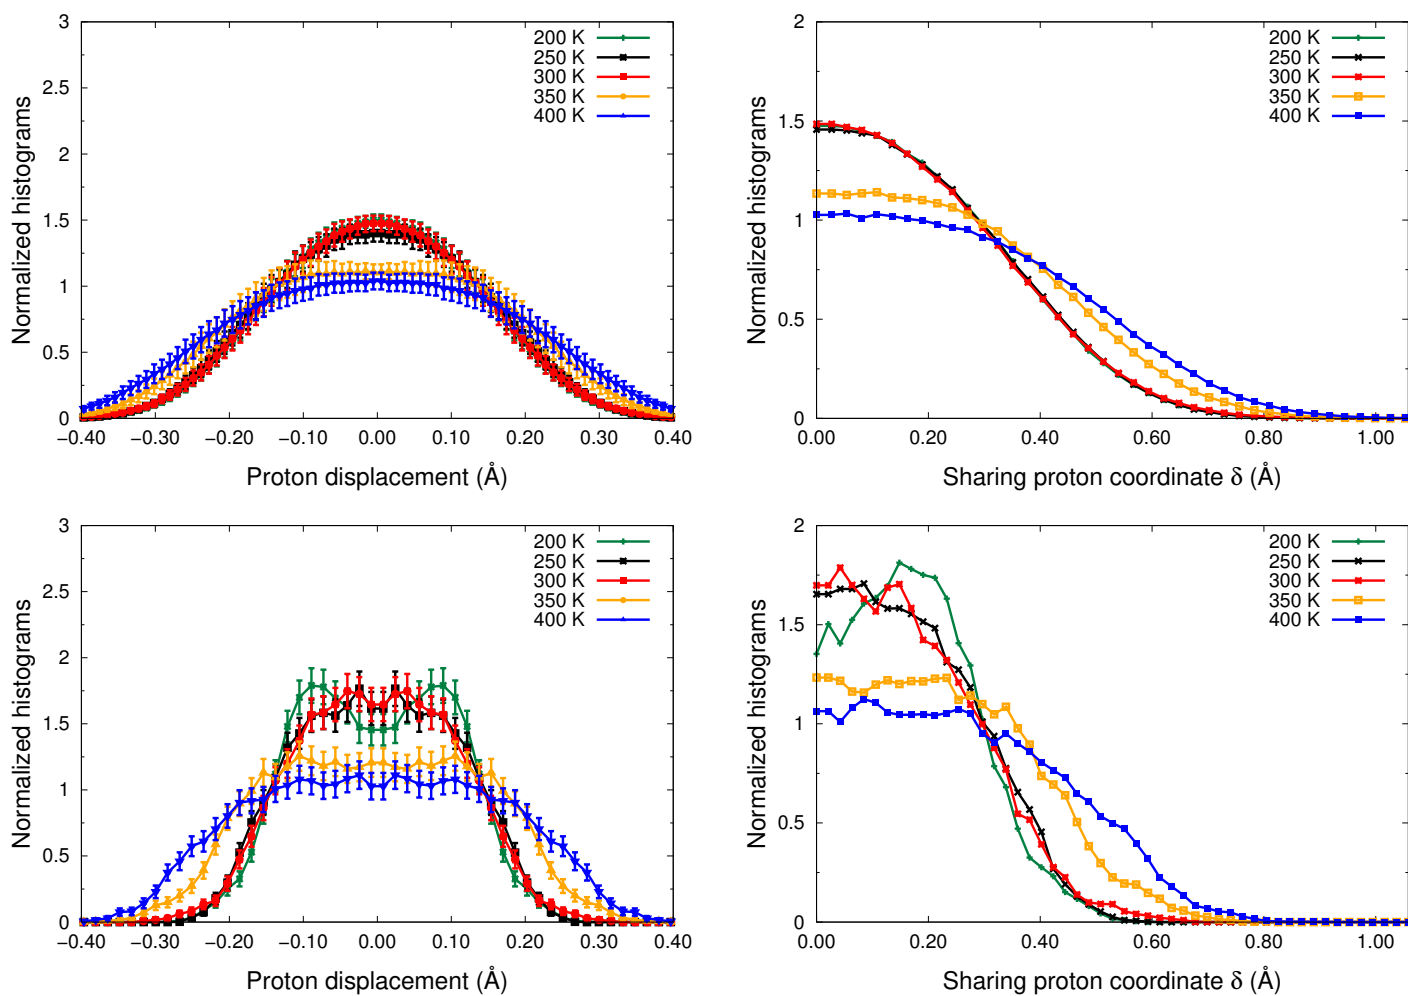 3
2.5
2
1.5
1
0.5
0
Normalized histograms
200 K
250 K
300 K
350 K
400 K
−0.40 −0.30 −0.20 −0.10 0.00 0.10 0.20 0.30 0.40
Proton displacement (Å)
2
1.5
1
0.5
0
Normalized histograms
200 K
250 K
300 K
350 K
400 K
0.00 0.20 0.40 0.60 0.80 1.00
Sharing proton coordinate δ (Å)
3
2.5
2
1.5
1
0.5
0
Normalized histograms
200 K
250 K
300 K
350 K
400 K
−0.40 −0.30 −0.20 −0.10 0.00 0.10 0.20 0.30 0.40
Proton displacement (Å)
2
1.5
1
0.5
0
Normalized histograms
200 K
250 K
300 K
350 K
400 K
0.00 0.20 0.40 0.60 0.80 1.00
Sharing proton coordinate δ (Å)